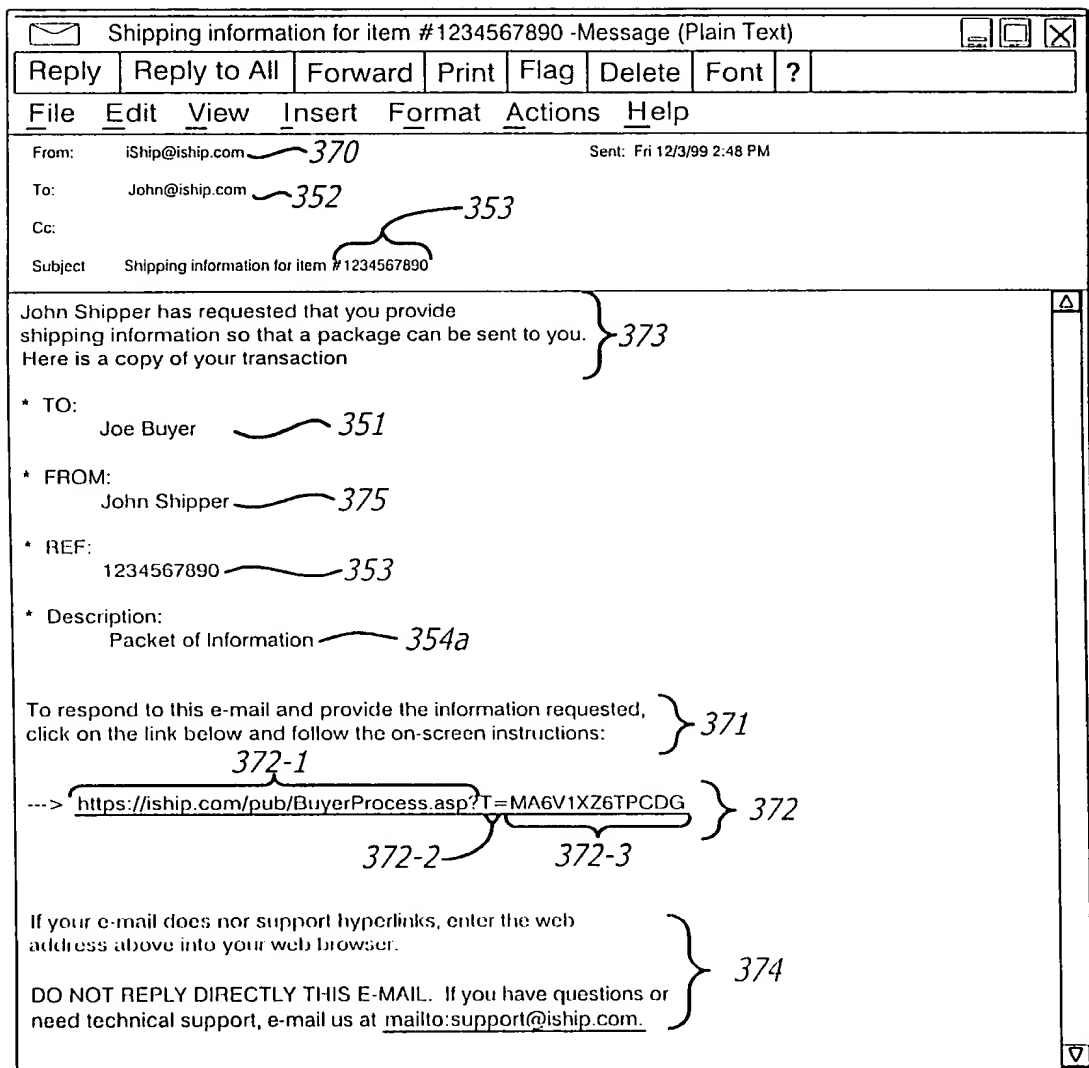 Shipping information for item #1234567890 -Message (Plain Text)
Reply Reply to All Forward Print Flag Delete Font ?
File Edit View Insert Format Actions Help
From: iShip@iship.com 370 Sent: Fri 12/3/99 2:48 PM
To: John@iship.com 352
353
Cc:
Subject Shipping information for item #1234567890
John Shipper has requested that you provide
shipping information so that a package can be sent to you. 373
Here is a copy of your transaction
* TO:
Joe Buyer 351
* FROM:
John Shipper 375
* REF:
1234567890 353
* Description:
Packet of Information 354a
To respond to this e-mail and provide the information requested,
click on the link below and follow the on-screen instructions: 371
372-1
---> https://iship.com/pub/BuyerProcess.asp?T=MA6V1XZ6TPCDG 372
372-2 372-3
If your e-mail does nor support hyperlinks, enter the web
address above into your web browser.
374
DO NOT REPLY DIRECTLY THIS E-MAIL. If you have questions or
need technical support, e-mail us at mailto:support@iship.com.